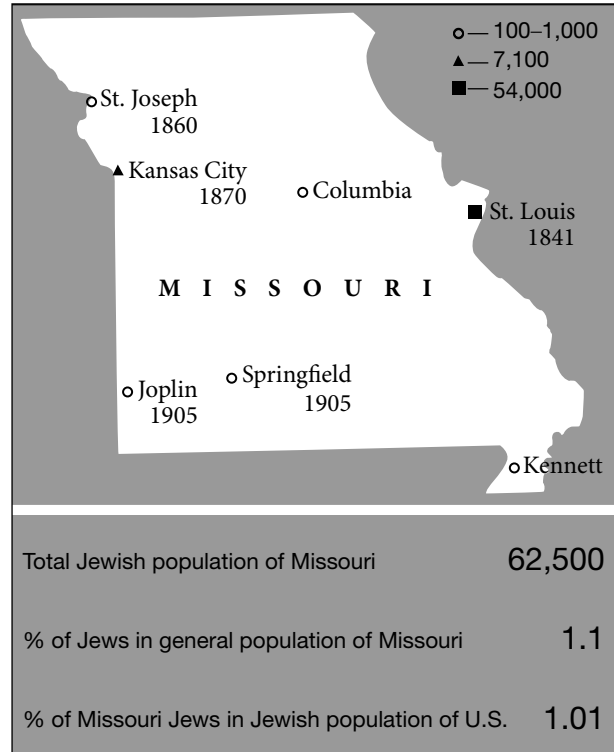 100–1,000
7,100
54,000
St. Joseph
1860
Kansas City
1870
Columbia
St. Louis
1841
M I S S O U R I
Joplin
1905
Springfield
1905
Kennett
Total Jewish population of Missouri 62,500
% of Jews in general population of Missouri 1.1
% of Missouri Jews in Jewish population of U.S. 1.01